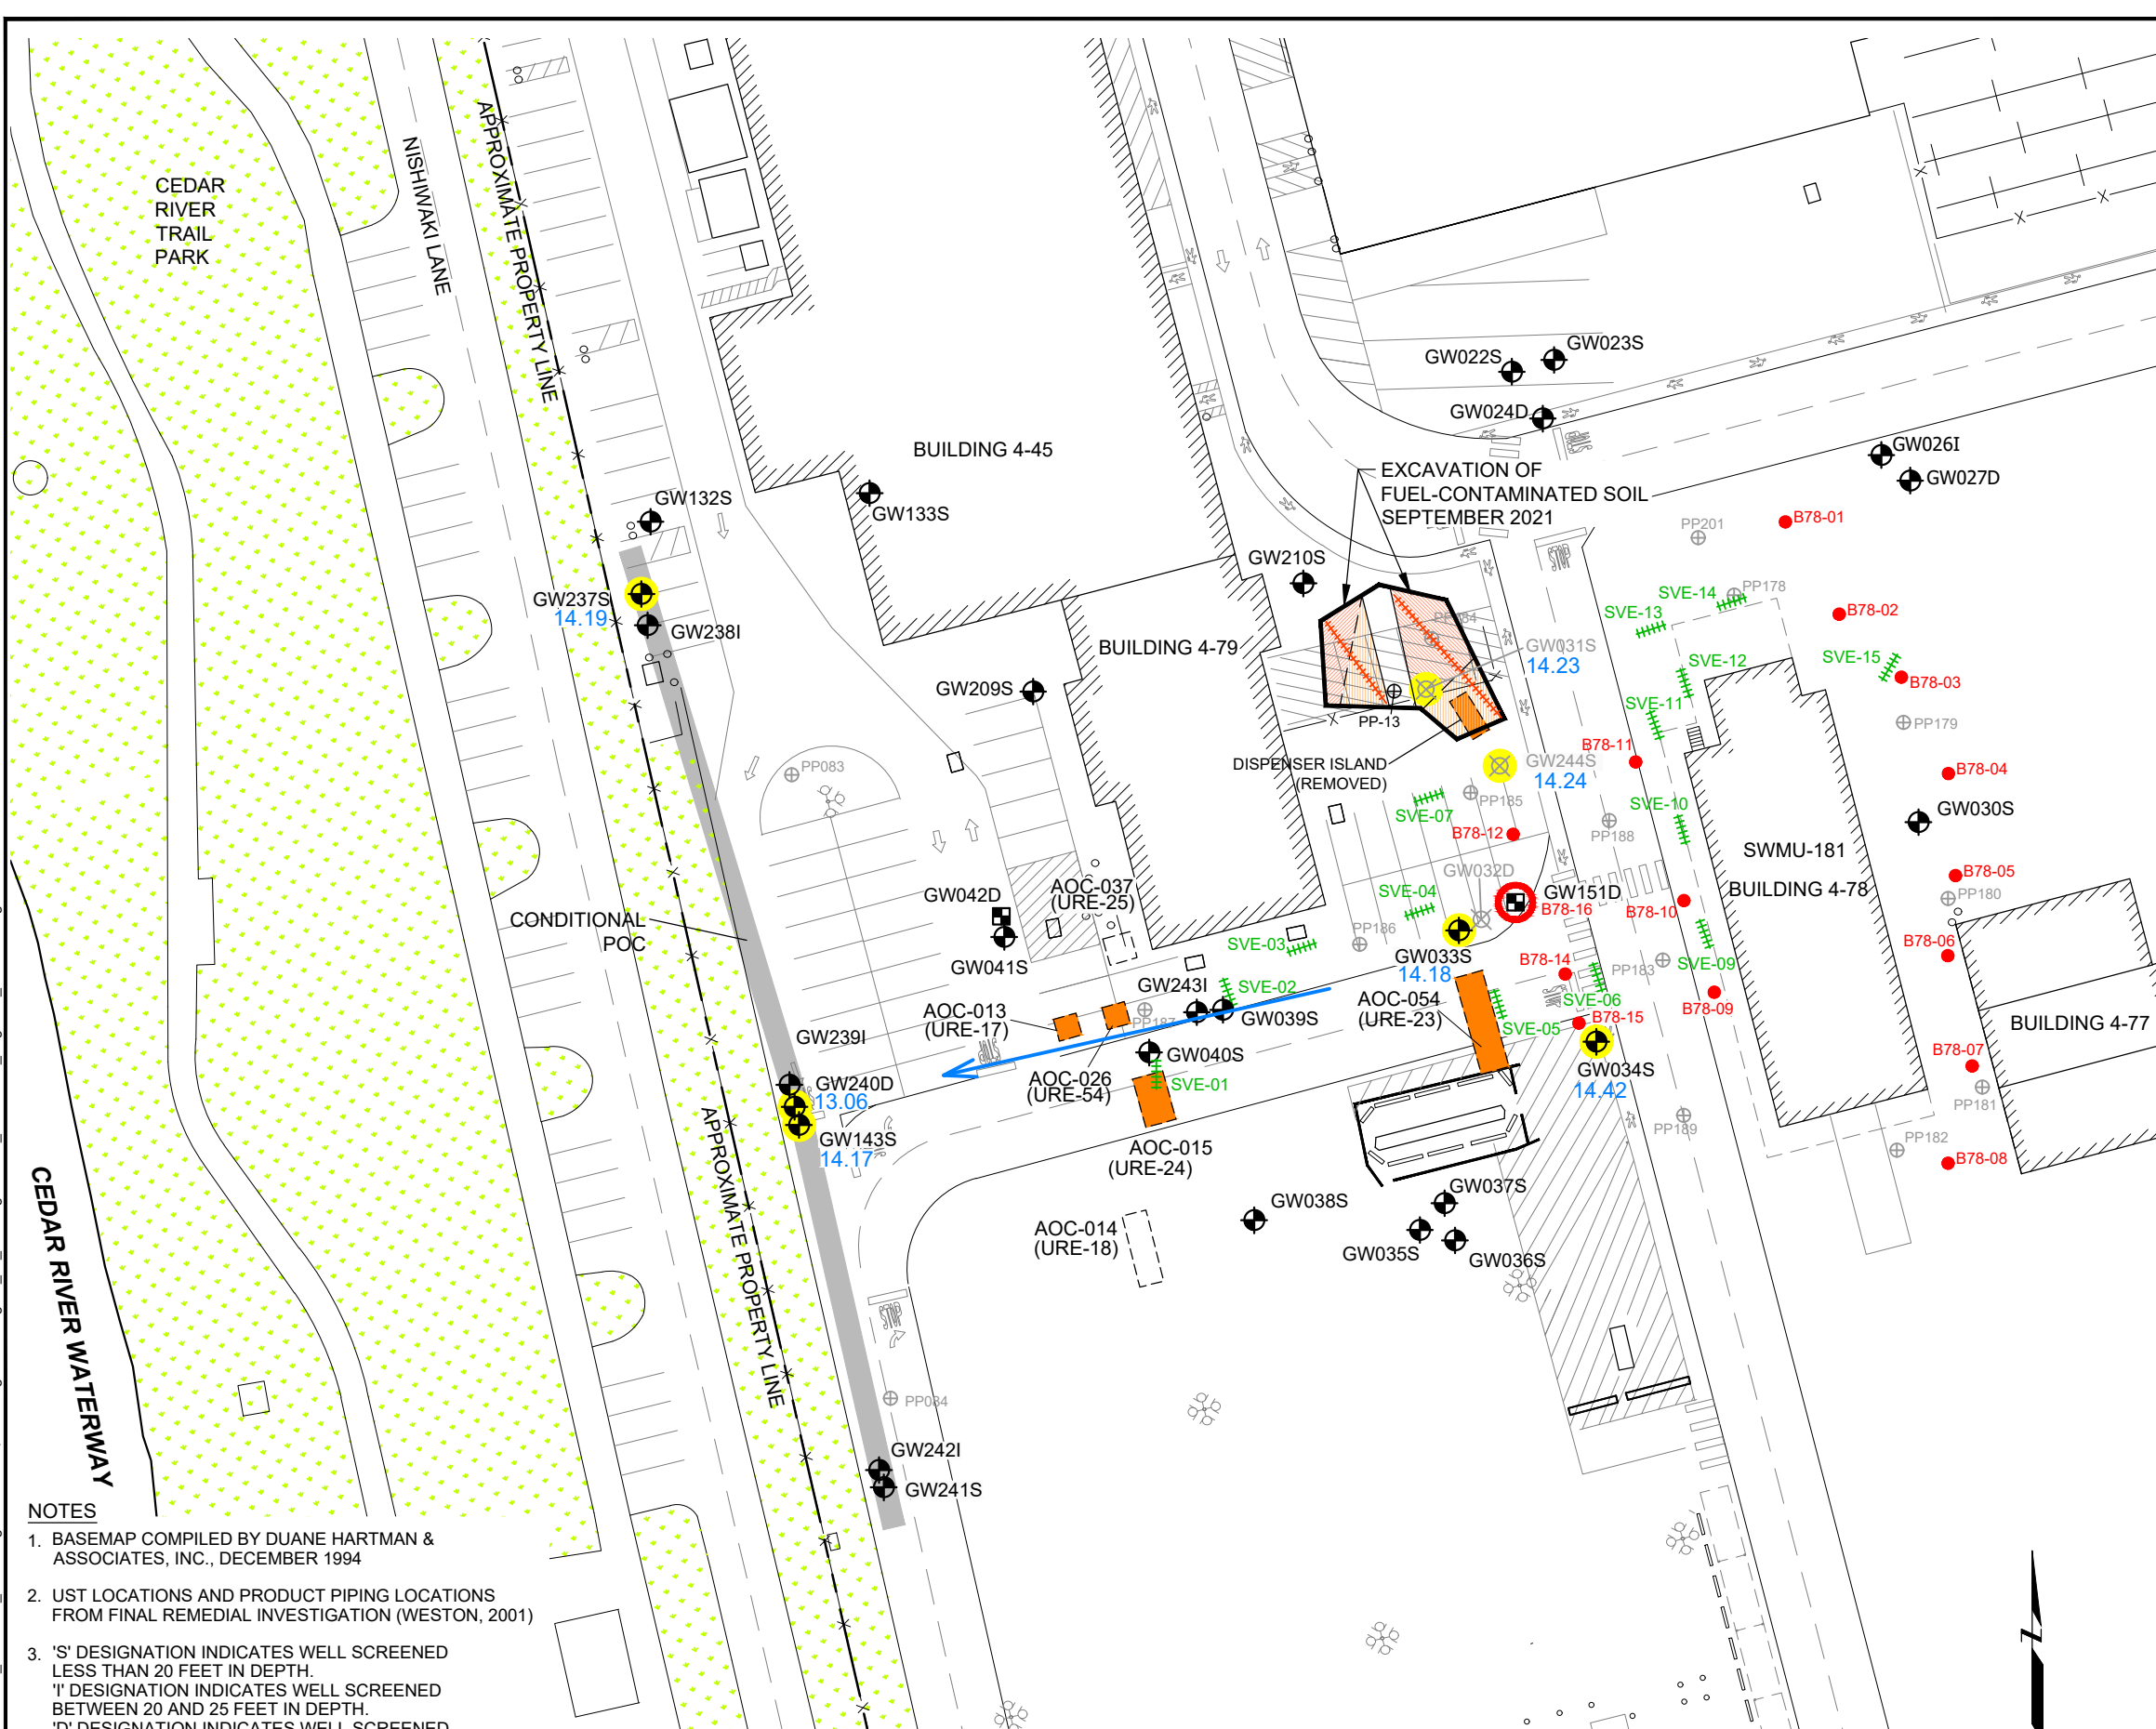 CEDAR
RIVER
TRAIL
PARK
NISHIWAKI LANE
APPROXIMATE PROPERTY LINE
BUILDING 4-45
GW022S
GW023S
GW024D
GW026I
GW027D
EXCAVATION OF
FUEL-CONTAMINATED SOIL
SEPTEMBER 2021
GW132S
GW133S
PP201
B78-01
GW210S
GW237S
14.19
GW238I
BUILDING 4-79
SVE-14
PP178
SVE-13
B78-02
GW031S
14.23
SVE-12
SVE-15
B78-03
GW209S
PP-13
SVE-11
PP179
B78-11
DISPENSER ISLAND
(REMOVED)
GW244S
14.24
B78-04
PP083
PP185
SVE-07
SVE-10
PP188
B78-12
GW030S
SWMU-181
BUILDING 4-78
GW032D
B78-05
PP180
GW042D
AOC-037
(URE-25)
SVE-04
GW151D
B78-16
B78-10
CONDITIONAL
POC
PP186
SVE-03
GW033S
14.18
B78-06
GW041S
B78-14
PP183
SVE-09
GW243I
SVE-02
AOC-013
(URE-17)
PP187
GW039S
AOC-054
(URE-23)
SVE-06
B78-09
SVE-05
B78-15
BUILDING 4-77
GW239I
STOP
GW040S
GW034S
14.42
B78-07
AOC-026
(URE-54)
SVE-01
GW240D
13.06
PP181
GW143S
14.17
PP189
PP182
AOC-015
(URE-24)
B78-08
APPROXIMATE PROPERTY LINE
CEDAR RIVER WATERWAY
GW038S
GW037S
AOC-014
(URE-18)
GW035S
GW036S
STOP
PP084
GW242I
GW241S
NOTES
1. BASEMAP COMPILED BY DUANE HARTMAN &
ASSOCIATES, INC., DECEMBER 1994
2. UST LOCATIONS AND PRODUCT PIPING LOCATIONS
FROM FINAL REMEDIAL INVESTIGATION (WESTON, 2001)
3. 'S' DESIGNATION INDICATES WELL SCREENED
LESS THAN 20 FEET IN DEPTH.
'I' DESIGNATION INDICATES WELL SCREENED
BETWEEN 20 AND 25 FEET IN DEPTH.
'D' DESIGNATION INDICATES WELL SCREENED